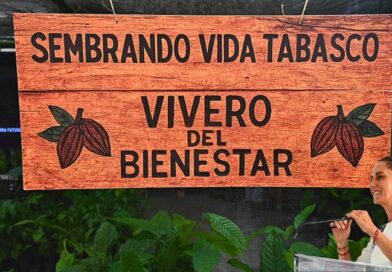 SEMBRANDO VIDA TABASCO
VIVERO
DEL
BIENESTAR